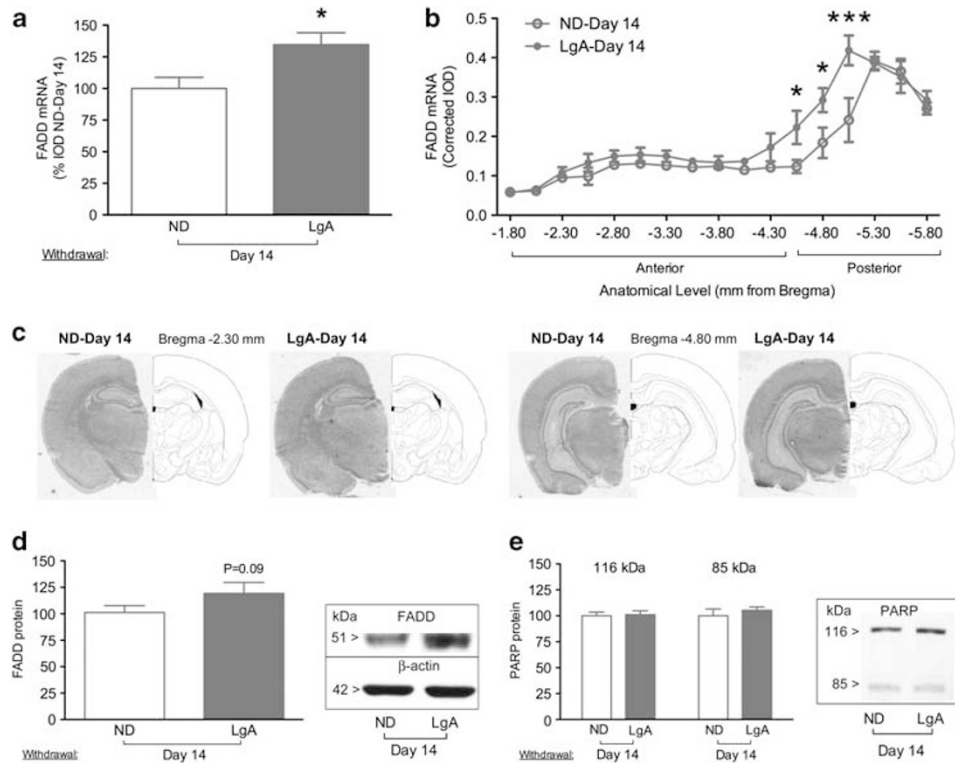 a
FADD mRNA
(% IOD ND-Day 14)
150
125
100
75
50
25
0
*
ND
LgA
Withdrawal:
Day 14
b
FADD mRNA
(Corrected IOD)
0.5
0.4
0.3
0.2
0.1
0.0
ND-Day 14
LgA-Day 14
* * ***
-1.80 -2.30 -2.80 -3.30 -3.80 -4.30 -4.80 -5.30 -5.80
Anterior Posterior
Anatomical Level (mm from Bregma)
c
ND-Day 14 Bregma -2.30 mm LgA-Day 14
ND-Day 14 Bregma -4.80 mm LgA-Day 14
d
FADD protein
150
125
100
75
50
25
0
P=0.09
ND LgA
Withdrawal: Day 14
kDa FADD
51 >
β-actin
42 >
ND LgA
Day 14
e
PARP protein
150
125
100
75
50
25
0
116 kDa 85 kDa
ND LgA ND LgA
Withdrawal: Day 14 Day 14
kDa PARP
116 >
85 >
ND LgA
Day 14